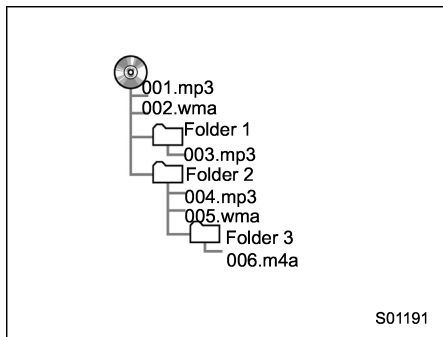 001.mp3
002.wma
Folder 1
003.mp3
Folder 2
004.mp3
005.wma
Folder 3
006.m4a
S01191